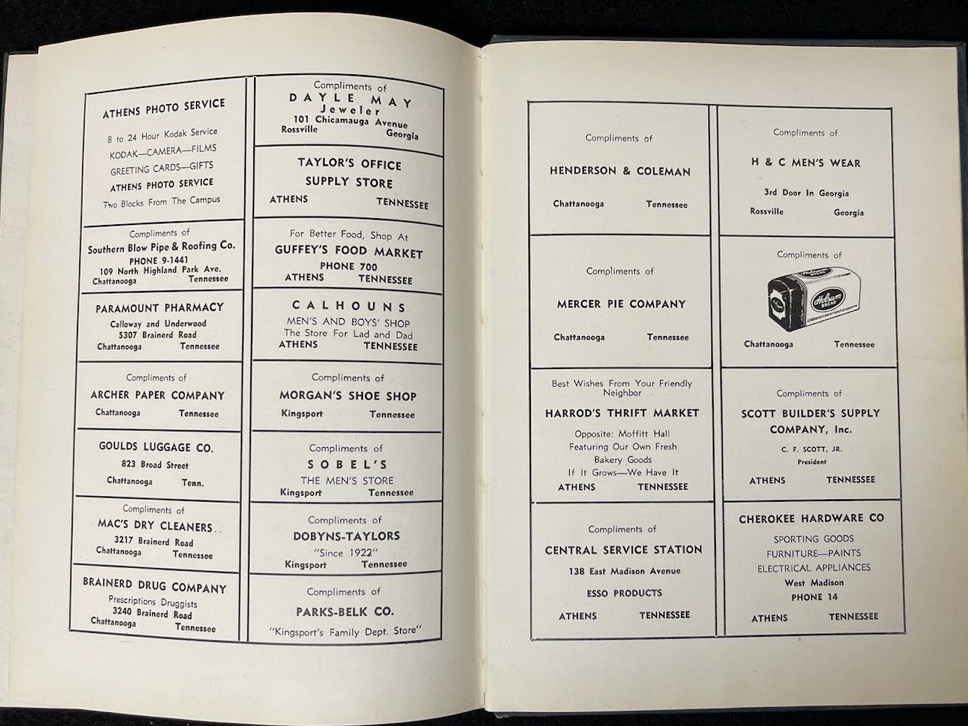 ATHENS PHOTO SERVICE
8 to 24 Hour Kodak Service
KODAK—CAMERA—FILMS
GREETING CARDS—GIFTS
ATHENS PHOTO SERVICE
Two Blocks From The Campus
Compliments of
Southern Blow Pipe & Roofing Co.
PHONE 9-1441
109 North Highland Park Ave.
Chattanooga Tennessee
PARAMOUNT PHARMACY
Calloway and Underwood
5307 Brainerd Road
Chattanooga Tennessee
Compliments of
ARCHER PAPER COMPANY
Chattanooga Tennessee
GOULDS LUGGAGE CO.
823 Broad Street
Chattanooga Tenn.
Compliments of
MAC'S DRY CLEANERS
3217 Brainerd Road
Chattanooga Tennessee
BRAINERD DRUG COMPANY
Prescriptions Druggists
3240 Brainerd Road
Chattanooga Tennessee
Compliments of
DAYLE MAY
Jeweler
101 Chicamauga Avenue
Rossville Georgia
TAYLOR'S OFFICE
SUPPLY STORE
ATHENS TENNESSEE
For Better Food, Shop At
GUFFEY'S FOOD MARKET
PHONE 700
ATHENS TENNESSEE
CALHOUNS
MEN'S AND BOYS' SHOP
The Store For Lad and Dad
ATHENS TENNESSEE
Compliments of
MORGAN'S SHOE SHOP
Kingsport Tennessee
Compliments of
SOBEL'S
THE MEN'S STORE
Kingsport Tennessee
Compliments of
DOBYNS-TAYLORS
"Since 1922"
Kingsport Tennessee
Compliments of
PARKS-BELK CO.
"Kingsport's Family Dept. Store"
Compliments of
HENDERSON & COLEMAN
Chattanooga Tennessee
Compliments of
MERCER PIE COMPANY
Chattanooga Tennessee
Best Wishes From Your Friendly
Neighbor
HARROD'S THRIFT MARKET
Opposite: Moffitt Hall
Featuring Our Own Fresh
Bakery Goods
If It Grows—We Have It
ATHENS TENNESSEE
Compliments of
CENTRAL SERVICE STATION
138 East Madison Avenue
ESSO PRODUCTS
ATHENS TENNESSEE
Compliments of
H & C MEN'S WEAR
3rd Door In Georgia
Rossville Georgia
Compliments of
Holsum
BREAD
Chattanooga Tennessee
Compliments of
SCOTT BUILDER'S SUPPLY
COMPANY, Inc.
C. F. SCOTT, JR.
President
ATHENS TENNESSEE
CHEROKEE HARDWARE CO
SPORTING GOODS
FURNITURE—PAINTS
ELECTRICAL APPLIANCES
West Madison
PHONE 14
ATHENS TENNESSEE